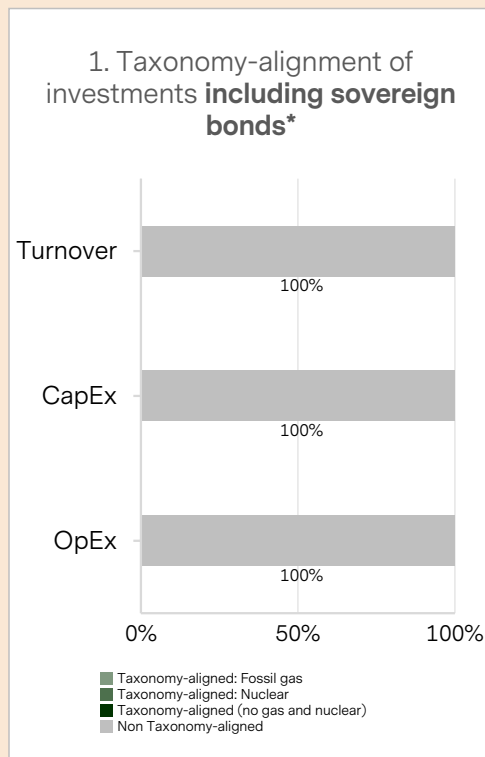 1. Taxonomy-alignment of
investments including sovereign
bonds*
Turnover
100%
CapEx
100%
OpEx
100%
0% 50% 100%
Taxonomy-aligned: Fossil gas
Taxonomy-aligned: Nuclear
Taxonomy-aligned (no gas and nuclear)
Non Taxonomy-aligned